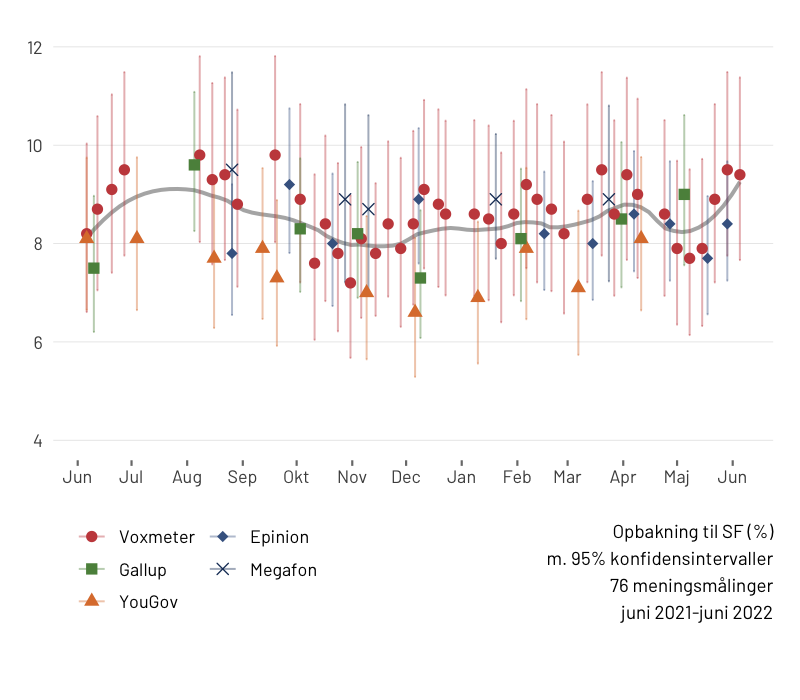 12
10
8
6
4
Jun Jul Aug Sep Okt Nov Dec Jan Feb Mar Apr Maj Jun
Voxmeter Epinion
Gallup Megafon
YouGov
Opbakning til SF (%)
m. 95% konfidensintervaller
76 meningsmålinger
juni 2021-juni 2022